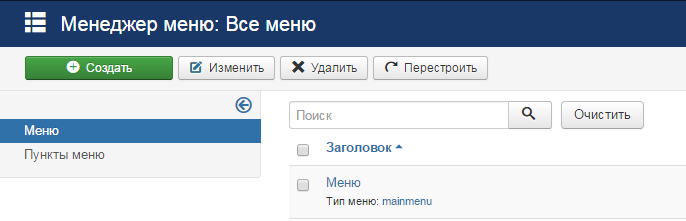 Менеджер меню: Все меню
Создать Изменить Удалить Перестроить
Меню
Пункты меню
Поиск Очистить
Заголовок
Меню
Тип меню: mainmenu